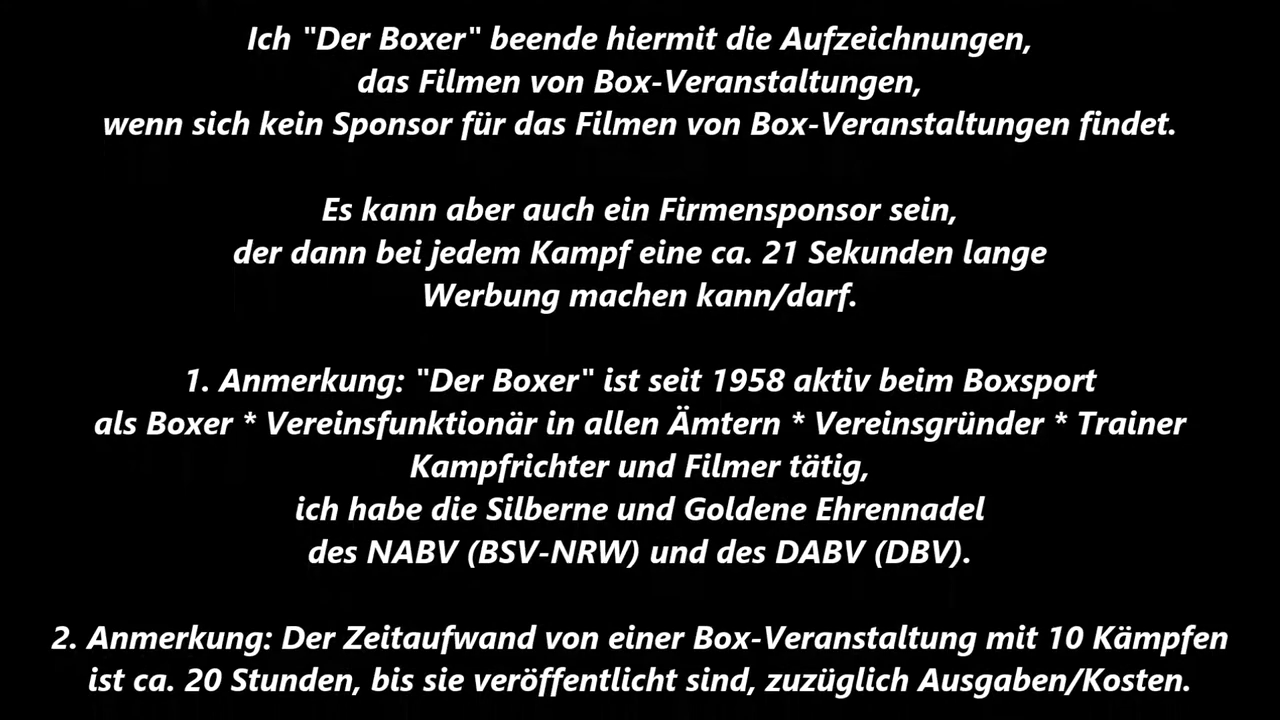 Ich "Der Boxer" beende hiermit die Aufzeichnungen,
das Filmen von Box-Veranstaltungen,
wenn sich kein Sponsor für das Filmen von Box-Veranstaltungen findet.
Es kann aber auch ein Firmensponsor sein,
der dann bei jedem Kampf eine ca. 21 Sekunden lange
Werbung machen kann/darf.
1. Anmerkung: "Der Boxer" ist seit 1958 aktiv beim Boxsport
als Boxer * Vereinsfunktionär in allen Ämtern * Vereinsgründer * Trainer
Kampfrichter und Filmer tätig,
ich habe die Silberne und Goldene Ehrennadel
des NABV (BSV-NRW) und des DABV (DBV).
2. Anmerkung: Der Zeitaufwand von einer Box-Veranstaltung mit 10 Kämpfen
ist ca. 20 Stunden, bis sie veröffentlicht sind, zuzüglich Ausgaben/Kosten.